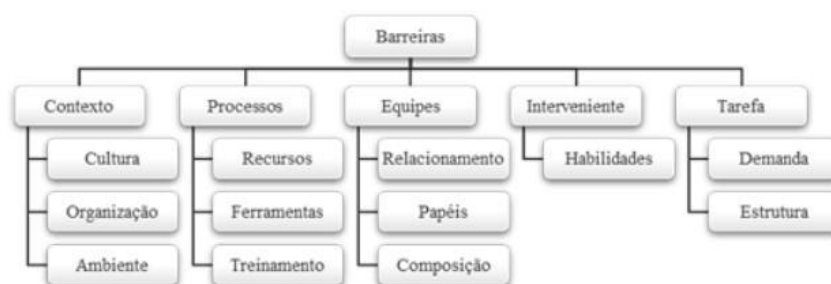 Barreiras
Contexto Processos Equipes Interveniente Tarefa
Cultura Recursos Relacionamento Habilidades Demanda
Organização Ferramentas Papéis Estrutura
Ambiente Treinamento Composição